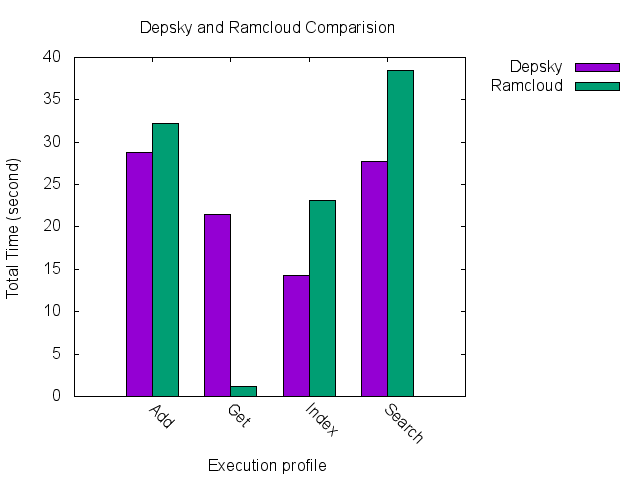 Depsky and Ramcloud Comparision
40
35
30
25
20
15
10
5
0
Total Time (second)
Add
Get
Index
Search
Execution profile
Depsky
Ramcloud